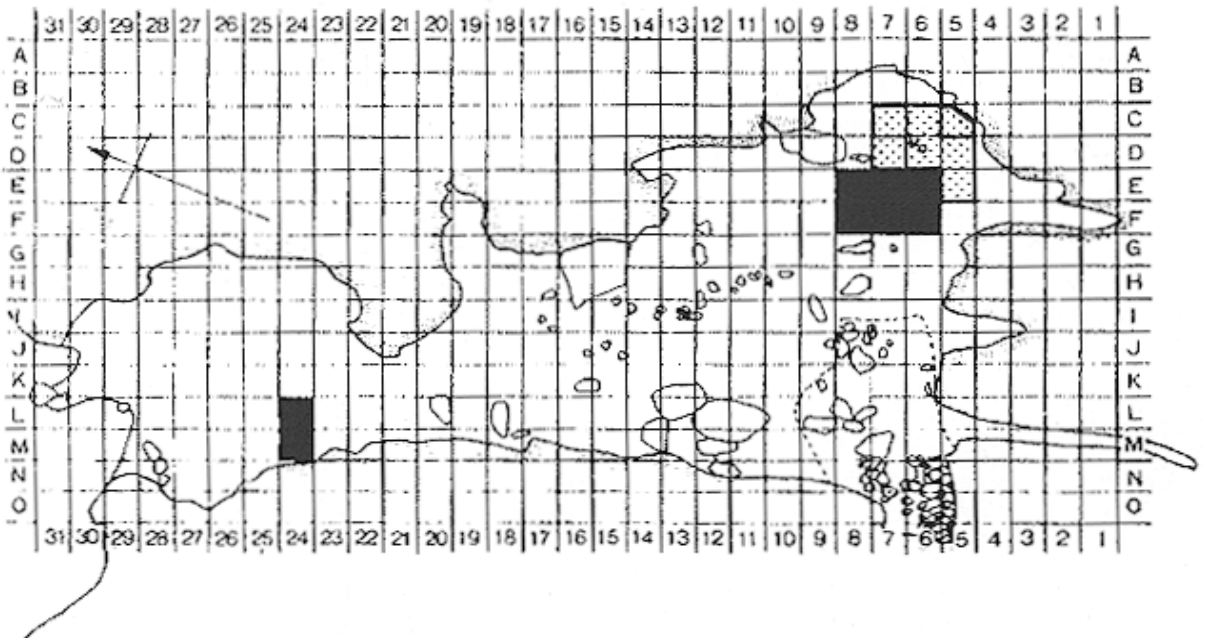 31 30 29 28 27 26 25 24 23 22 21 20 19 18 17 16 15 14 13 12 11 10 9 8 7 6 5 4 3 2 1
A A
B B
C C
D D
E E
F F
G G
H H
I I
J J
K K
L L
M M
N N
O O
31 30 29 28 27 26 25 24 23 22 21 20 19 18 17 16 15 14 13 12 11 10 9 8 7 6 5 4 3 2 1